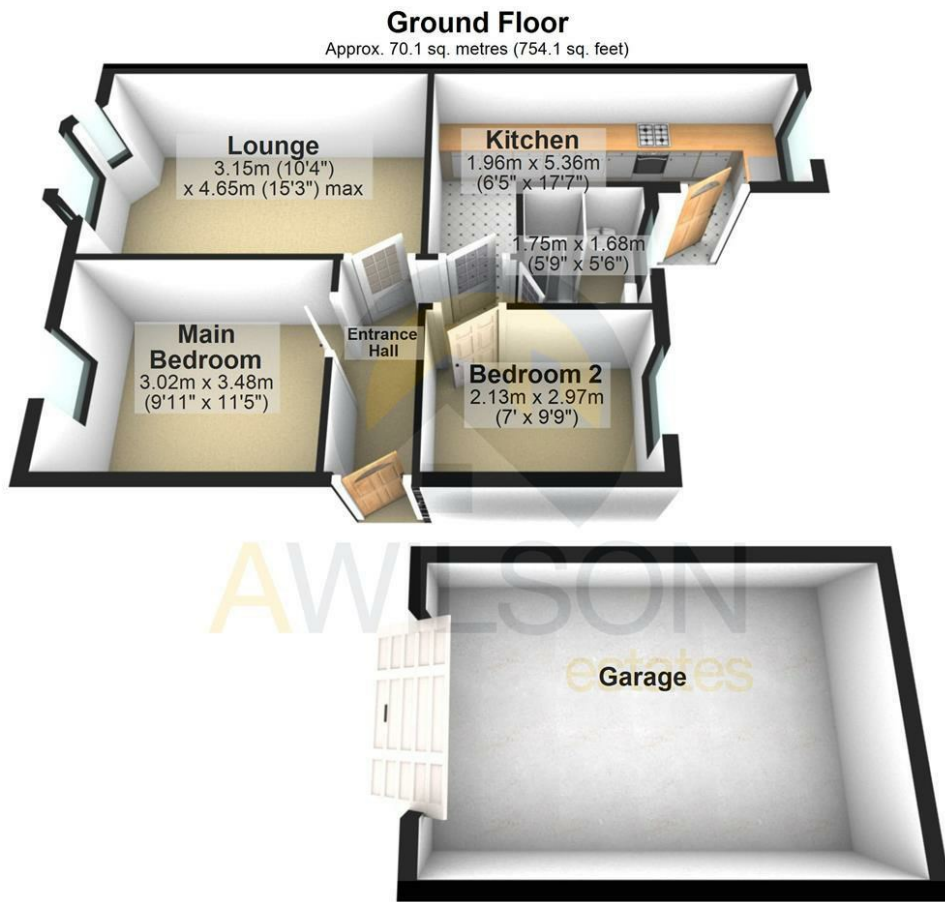 Ground Floor
Approx. 70.1 sq. metres (754.1 sq. feet)
Lounge
3.15m (10'4")
x 4.65m (15'3") max
Kitchen
1.96m x 5.36m
(6'5" x 17'7")
1.75m x 1.68m
(5'9" x 5'6")
Main
Bedroom
3.02m x 3.48m
(9'11" x 11'5")
Entrance
Hall
Bedroom 2
2.13m x 2.97m
(7' x 9'9")
AWILSON
estetes
Garage